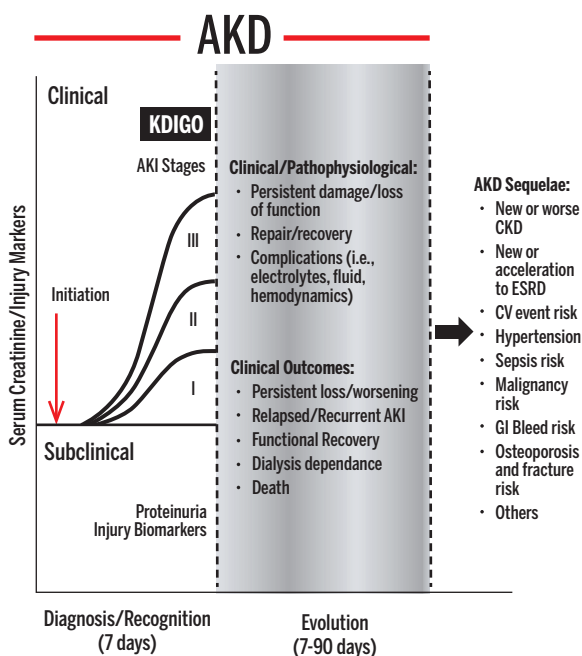 AKD
Clinical
KDIGO
AKI Stages
III
II
I
Initiation
Serum Creatinine/Injury Markers
Subclinical
Proteinuria
Injury Biomarkers
Clinical/Pathophysiological:
• Persistent damage/loss
of function
• Repair/recovery
• Complications (i.e.,
electrolytes, fluid,
hemodynamics)
Clinical Outcomes:
• Persistent loss/worsening
• Relapsed/Recurrent AKI
• Functional Recovery
• Dialysis dependance
• Death
AKD Sequelae:
• New or worse
CKD
• New or
acceleration
to ESRD
• CV event risk
• Hypertension
• Sepsis risk
• Malignancy
risk
• GI Bleed risk
• Osteoporosis
and fracture
risk
• Others
Diagnosis/Recognition
(7 days)
Evolution
(7-90 days)